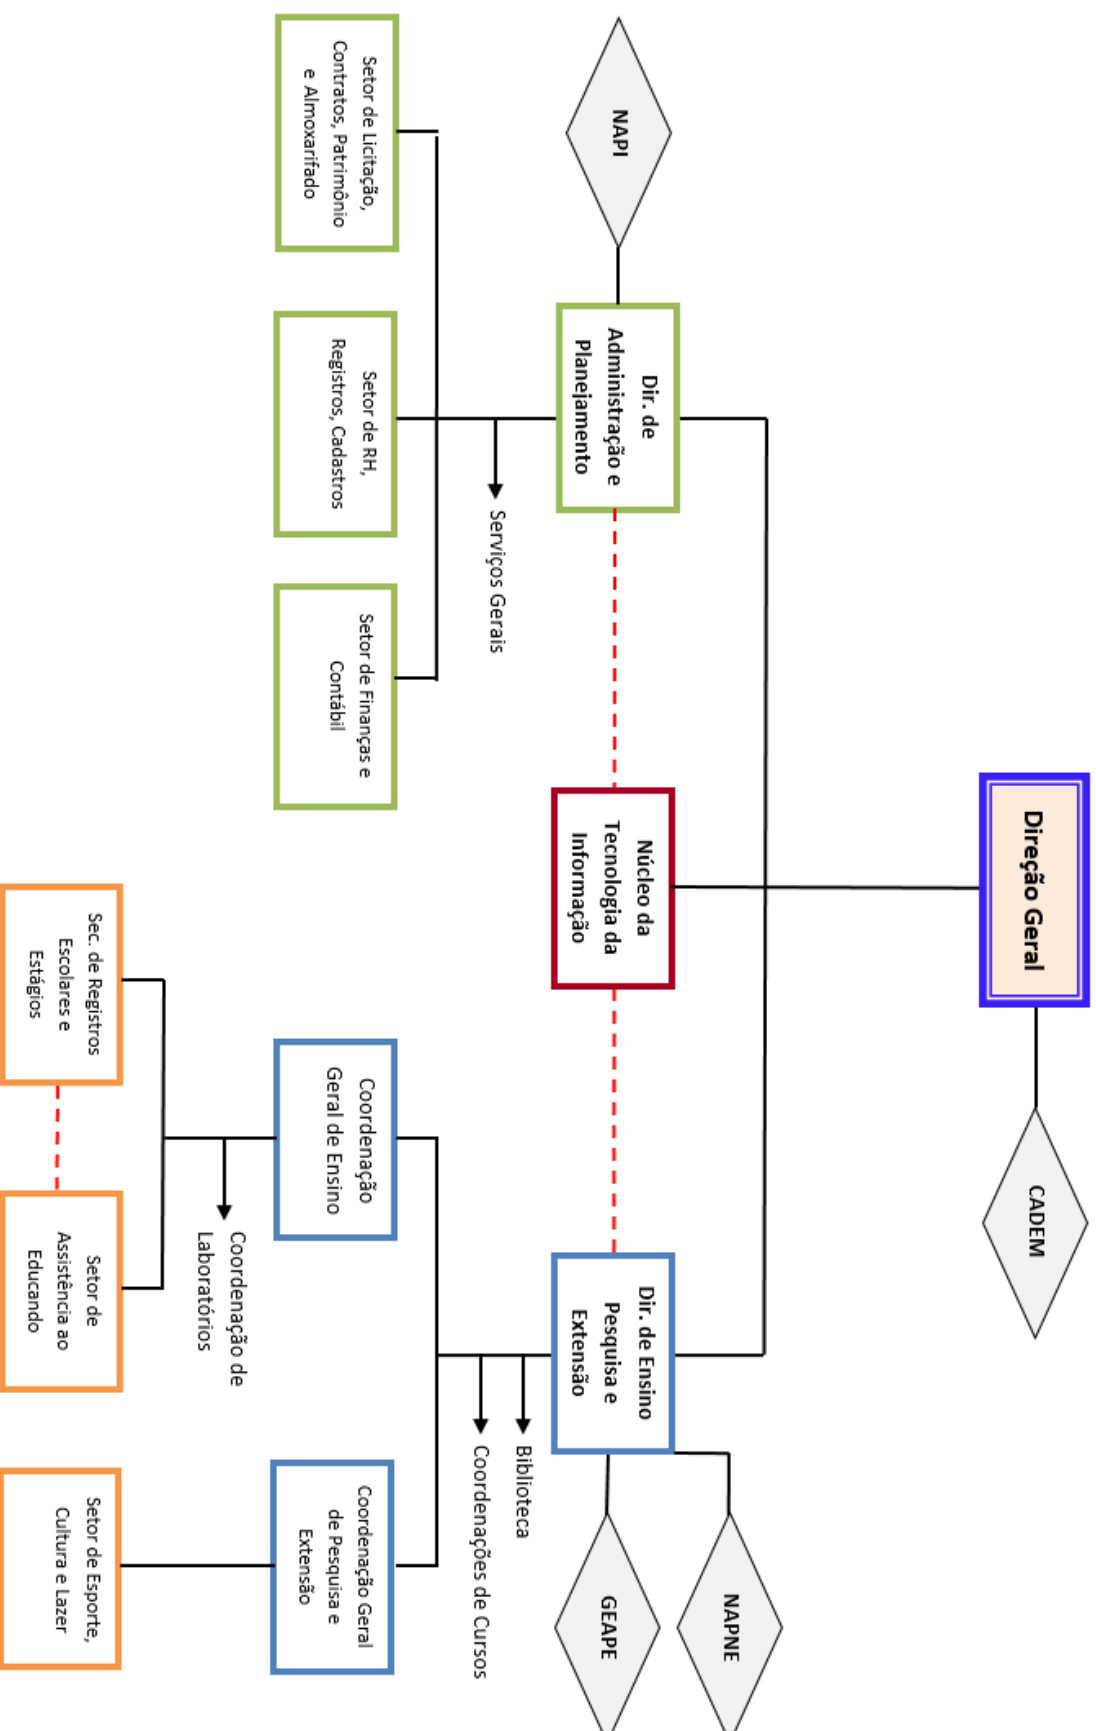 Direção Geral
CADEM
NAPI
Dir. de
Administração e
Planejamento
Núcleo da
Tecnologia da
Informação
Dir. de Ensino
Pesquisa e
Extensão
NAPNE
GEAPE
Serviços Gerais
Biblioteca
Coordenações de Cursos
Setor de Licitação,
Contratos, Patrimônio
e Almoxarifado
Setor de RH,
Registros, Cadastros
Setor de Finanças e
Contábil
Coordenação
Geral de Ensino
Coordenação Geral
de Pesquisa e
Extensão
Coordenação de
Laboratórios
Sec. de Registros
Escolares e
Estágios
Setor de
Assistência ao
Educando
Setor de Esporte,
Cultura e Lazer